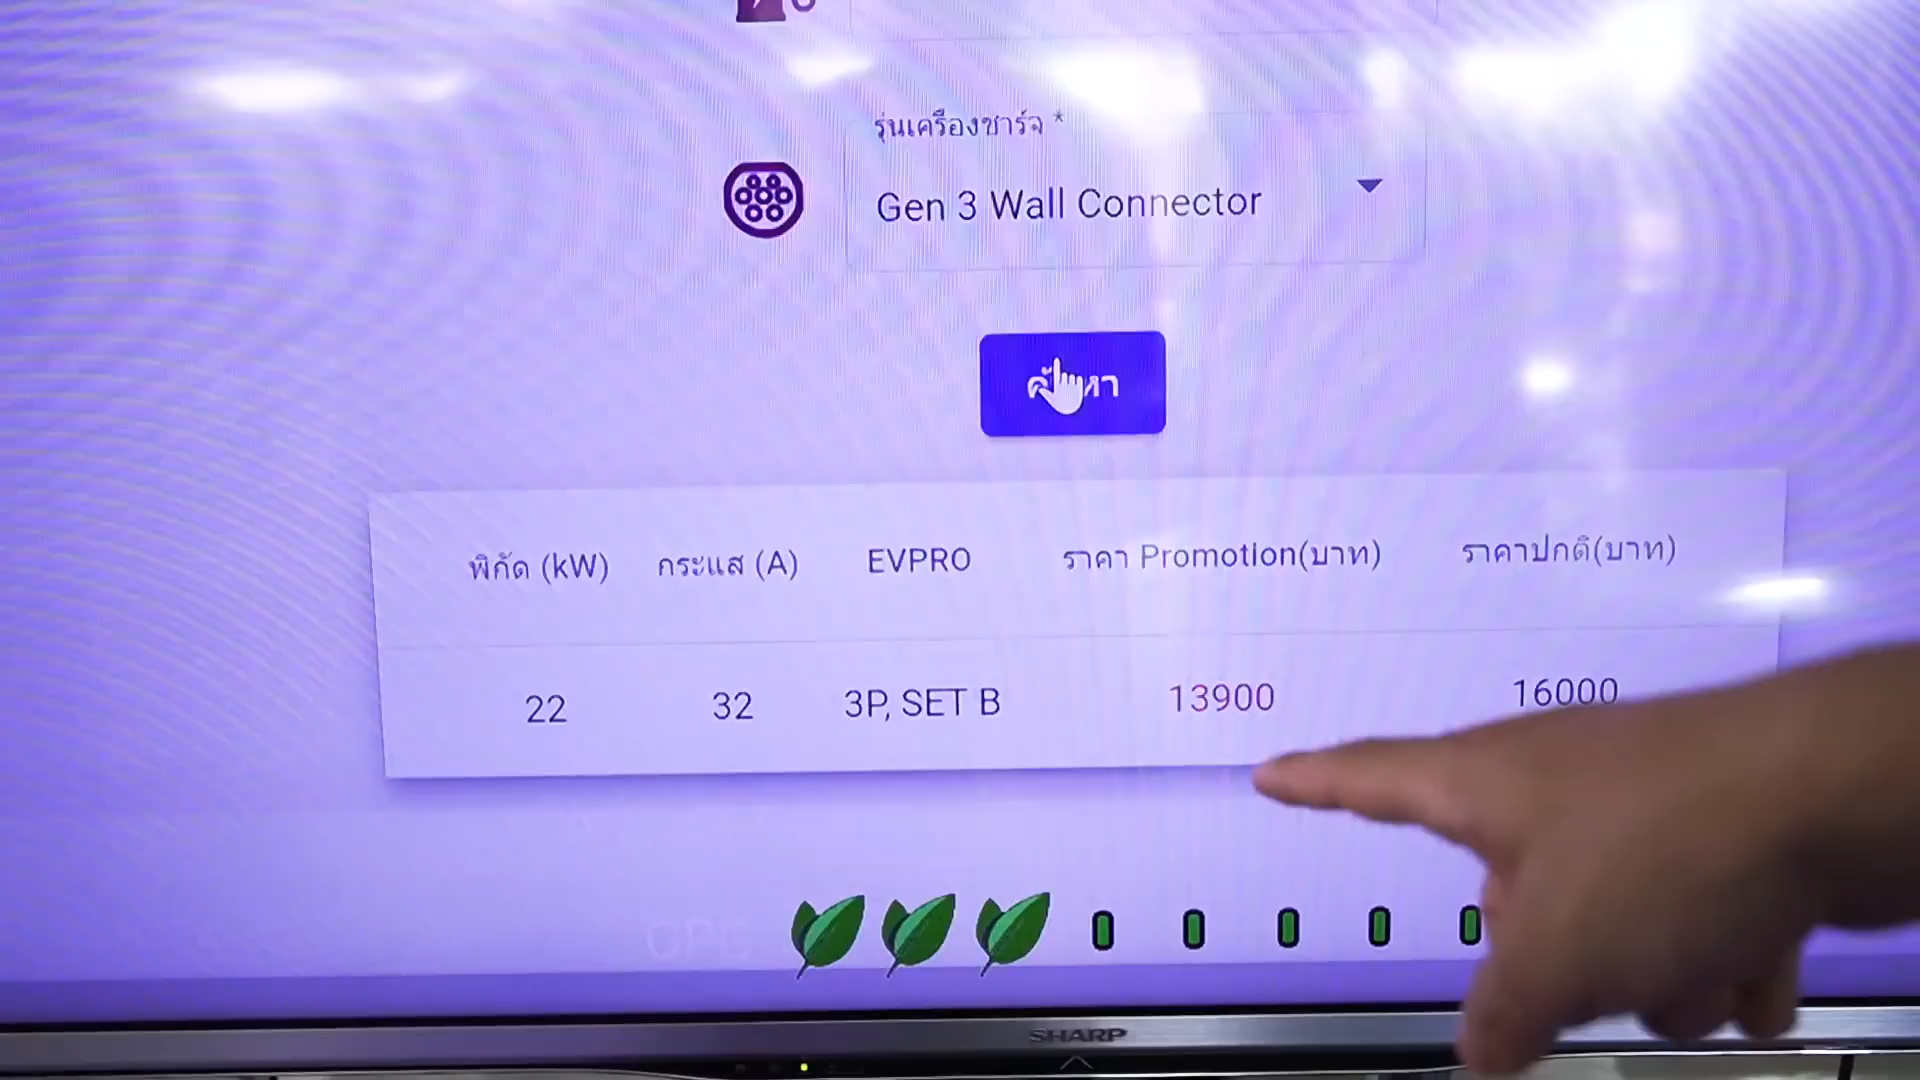 รุ่นเครื่องชาร์จ *
Gen 3 Wall Connector
พิกัด (kW) กระแส (A) EVPRO ราคา Promotion(บาท) ราคาปกติ(บาท)
22 32 3P, SET B 13900 16000
SHARP